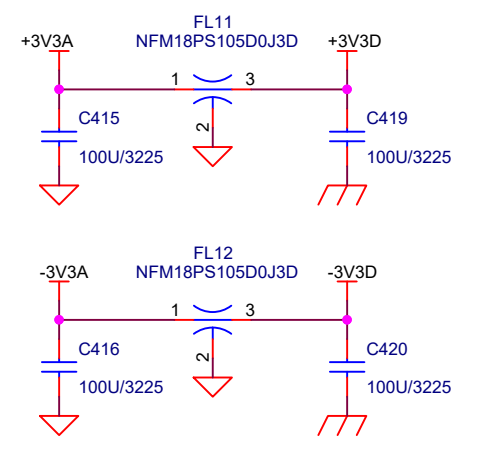 FL11
+3V3A
NFM18PS105D0J3D
+3V3D
1
3
2
C415
C419
100U/3225
100U/3225
FL12
-3V3A
NFM18PS105D0J3D
-3V3D
1
3
2
C416
C420
100U/3225
100U/3225